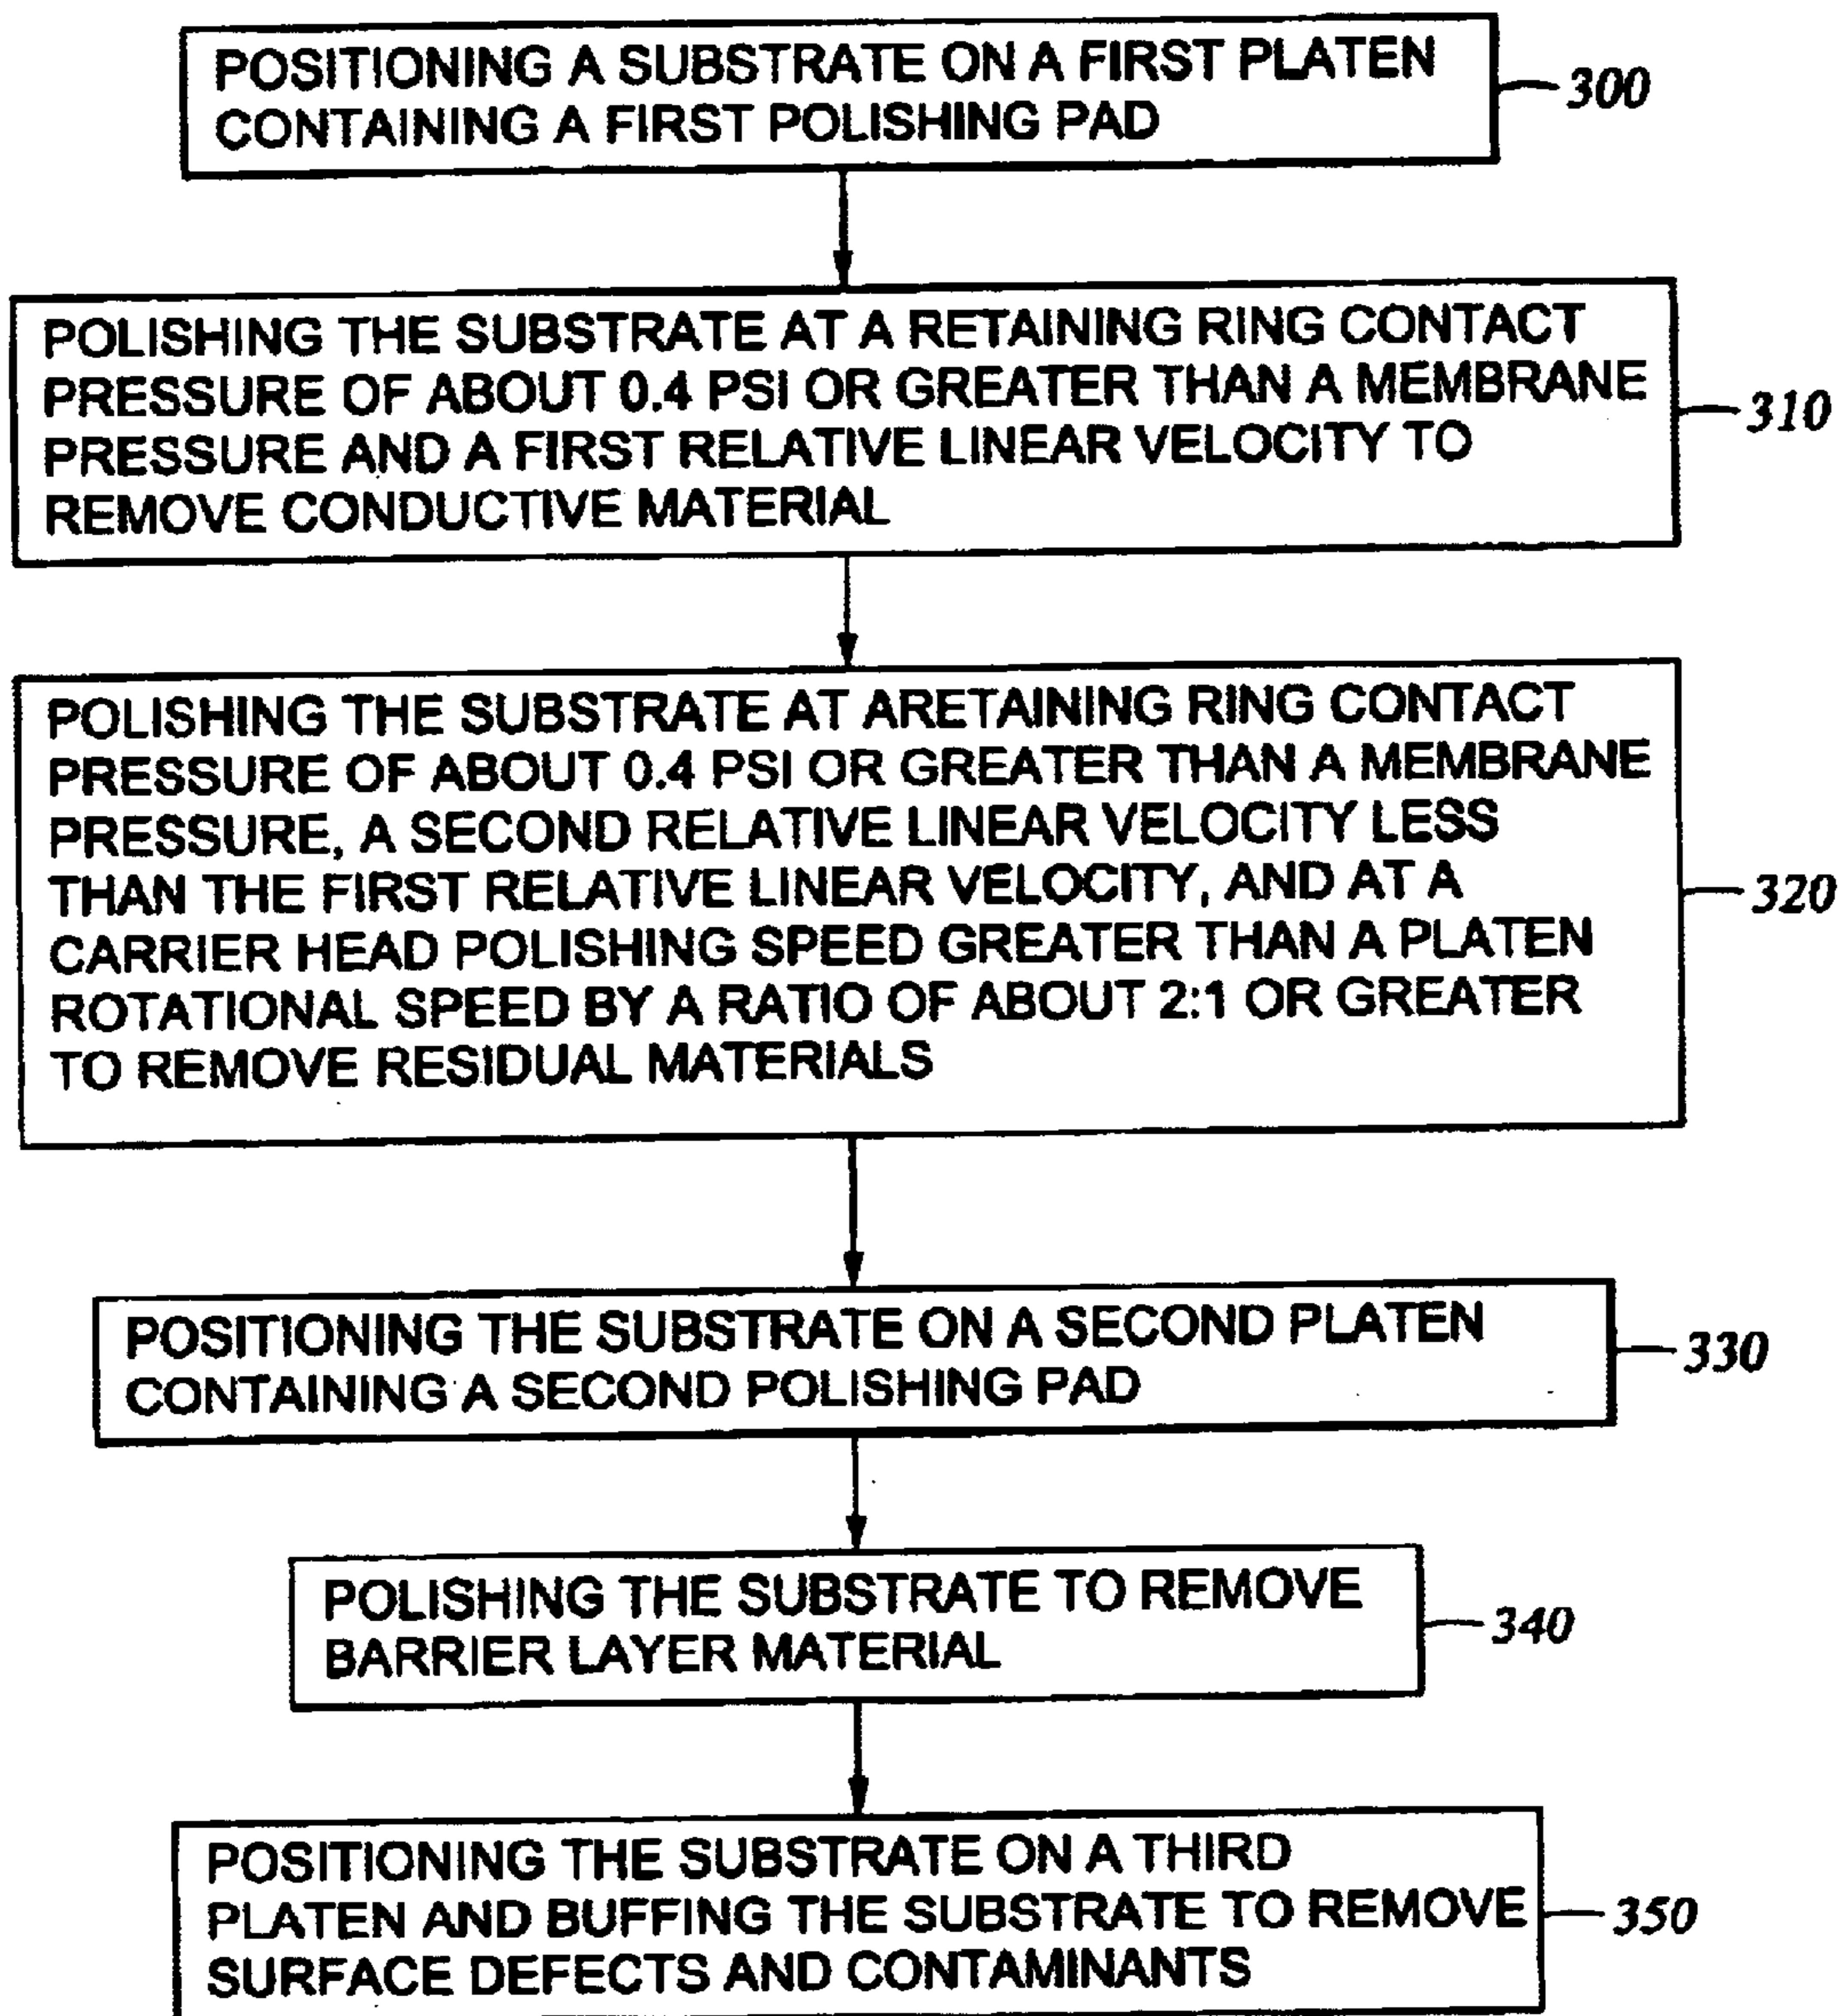 POSITIONING A SUBSTRATE ON A FIRST PLATEN
CONTAINING A FIRST POLISHING PAD
300
POLISHING THE SUBSTRATE AT A RETAINING RING CONTACT
PRESSURE OF ABOUT 0.4 PSI OR GREATER THAN A MEMBRANE
PRESSURE AND A FIRST RELATIVE LINEAR VELOCITY TO
REMOVE CONDUCTIVE MATERIAL
310
POLISHING THE SUBSTRATE AT ARETAINING RING CONTACT
PRESSURE OF ABOUT 0.4 PSI OR GREATER THAN A MEMBRANE
PRESSURE, A SECOND RELATIVE LINEAR VELOCITY LESS
THAN THE FIRST RELATIVE LINEAR VELOCITY, AND AT A
CARRIER HEAD POLISHING SPEED GREATER THAN A PLATEN
ROTATIONAL SPEED BY A RATIO OF ABOUT 2:1 OR GREATER
TO REMOVE RESIDUAL MATERIALS
320
POSITIONING THE SUBSTRATE ON A SECOND PLATEN
CONTAINING A SECOND POLISHING PAD
330
POLISHING THE SUBSTRATE TO REMOVE
BARRIER LAYER MATERIAL
340
POSITIONING THE SUBSTRATE ON A THIRD
PLATEN AND BUFFING THE SUBSTRATE TO REMOVE
SURFACE DEFECTS AND CONTAMINANTS
350